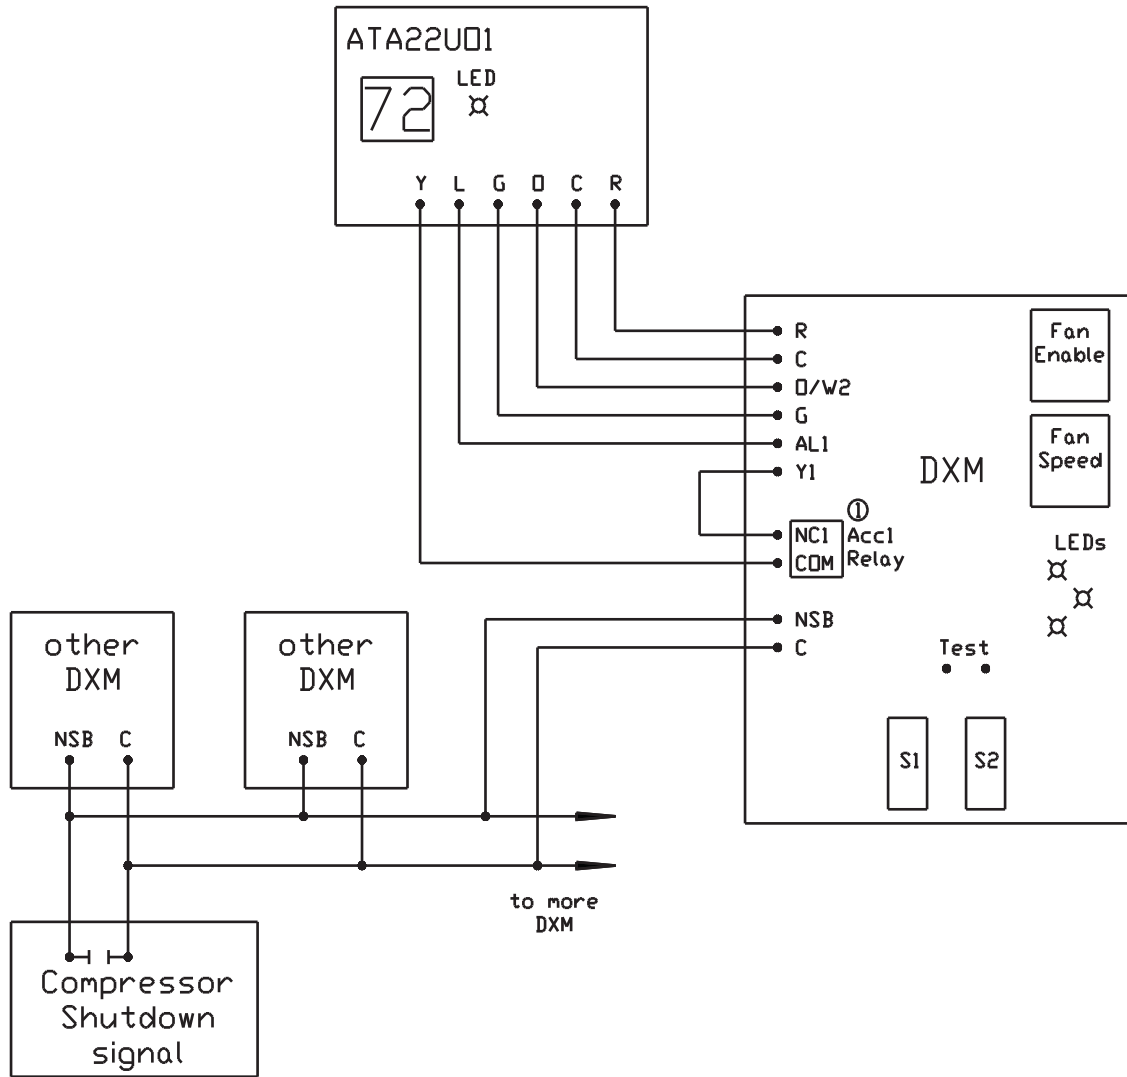 ATA22U01
LED
72
Y L G O C R
R
C
O/W2
G
AL1
Y1
NC1
COM
①
Acc1
Relay
NSB
C
DXM
Fan
Enable
Fan
Speed
LEDs
Test
S1
S2
other
DXM
NSB C
other
DXM
NSB C
to more
DXM
Compressor
Shutdown
signal